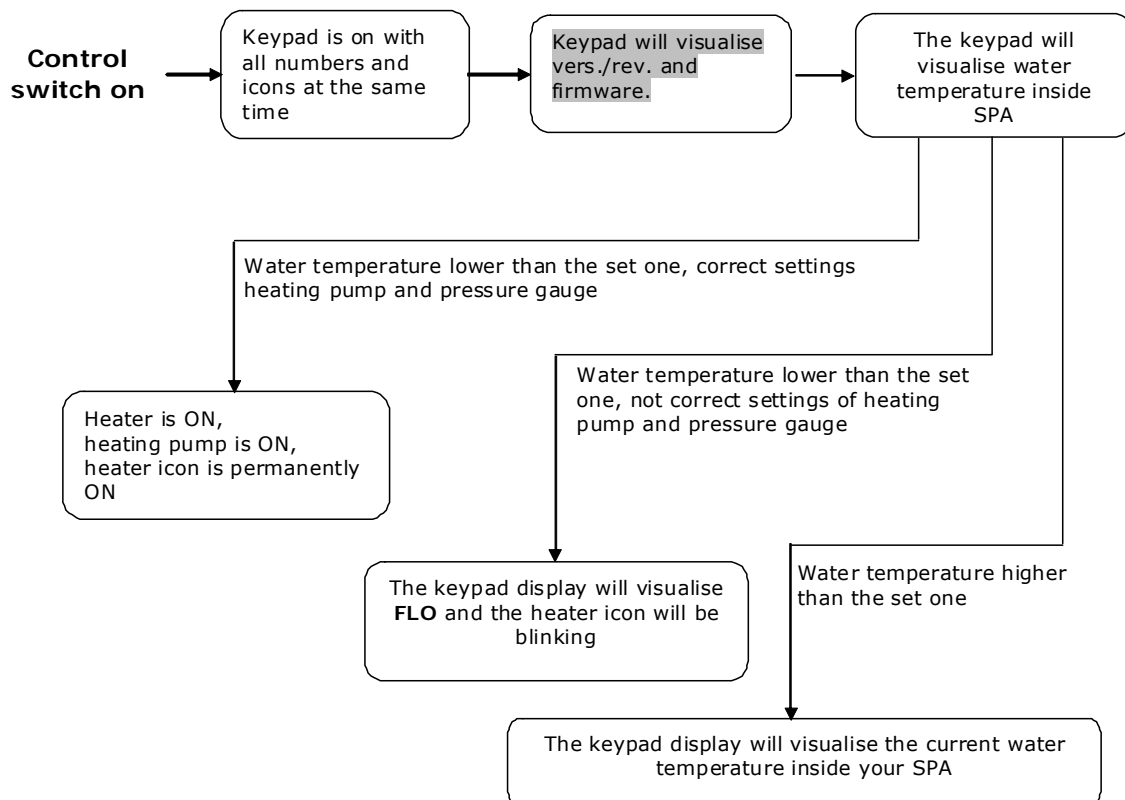 Control
switch on
Keypad is on with
all numbers and
icons at the same
time
Keypad will visualise
vers./rev. and
firmware.
The keypad will
visualise water
temperature inside
SPA
Water temperature lower than the set one, correct settings
heating pump and pressure gauge
Water temperature lower than the set
one, not correct settings of heating
pump and pressure gauge
Heater is ON,
heating pump is ON,
heater icon is permanently
ON
Water temperature higher
than the set one
The keypad display will visualise
FLO and the heater icon will be
blinking
The keypad display will visualise the current water
temperature inside your SPA